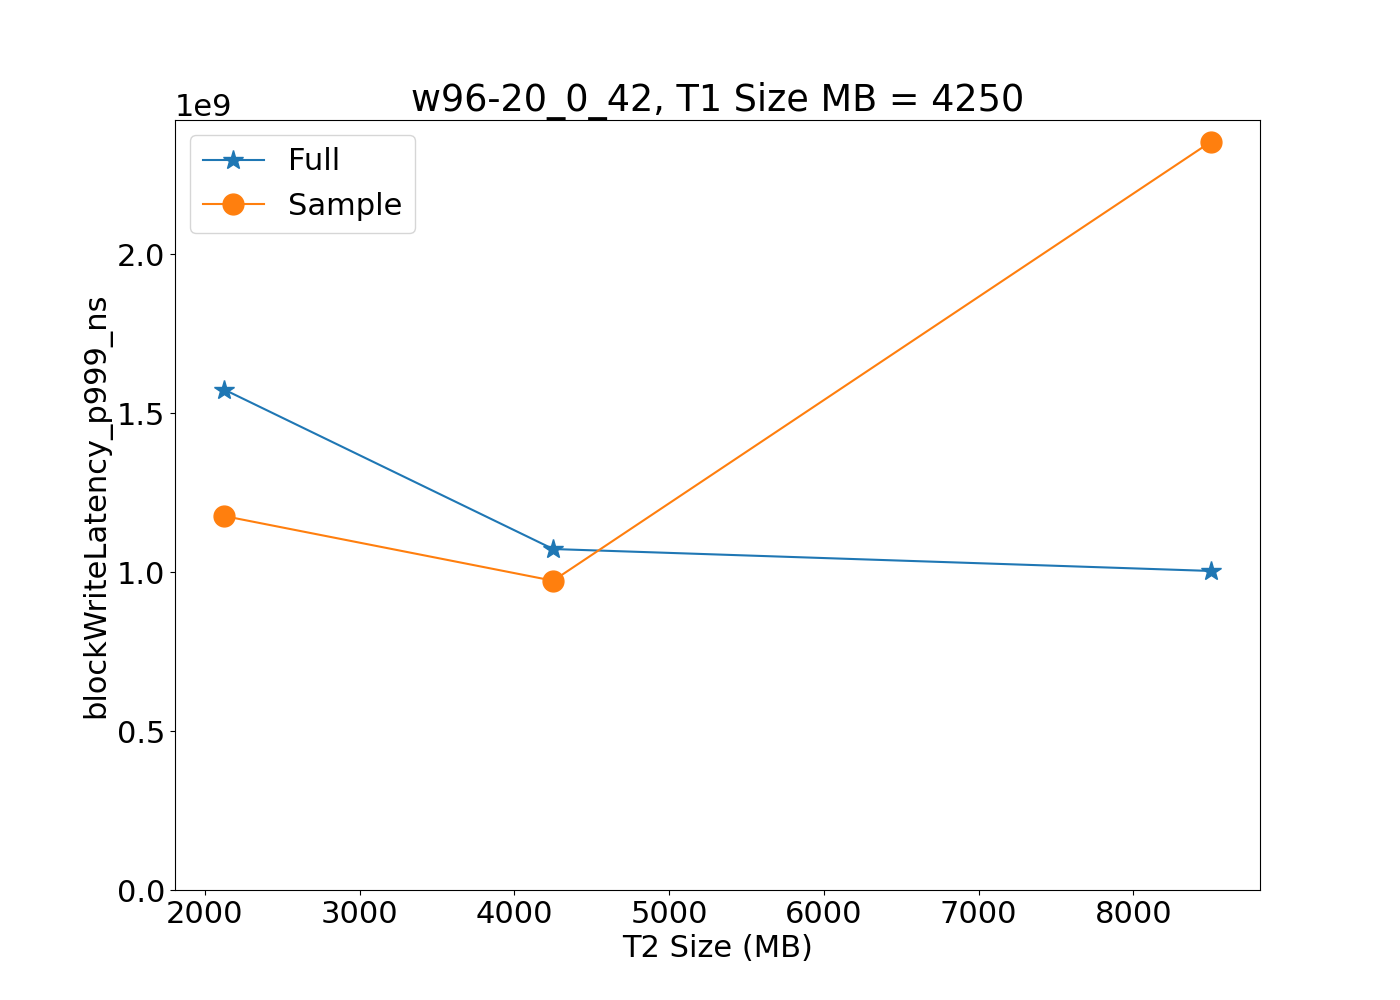 w96-20_0_42, T1 Size MB = 4250
1e9
Full
Sample
2.0
1.5
1.0
0.5
0.0
blockWriteLatency_p999_ns
2000 3000 4000 5000 6000 7000 8000
T2 Size (MB)